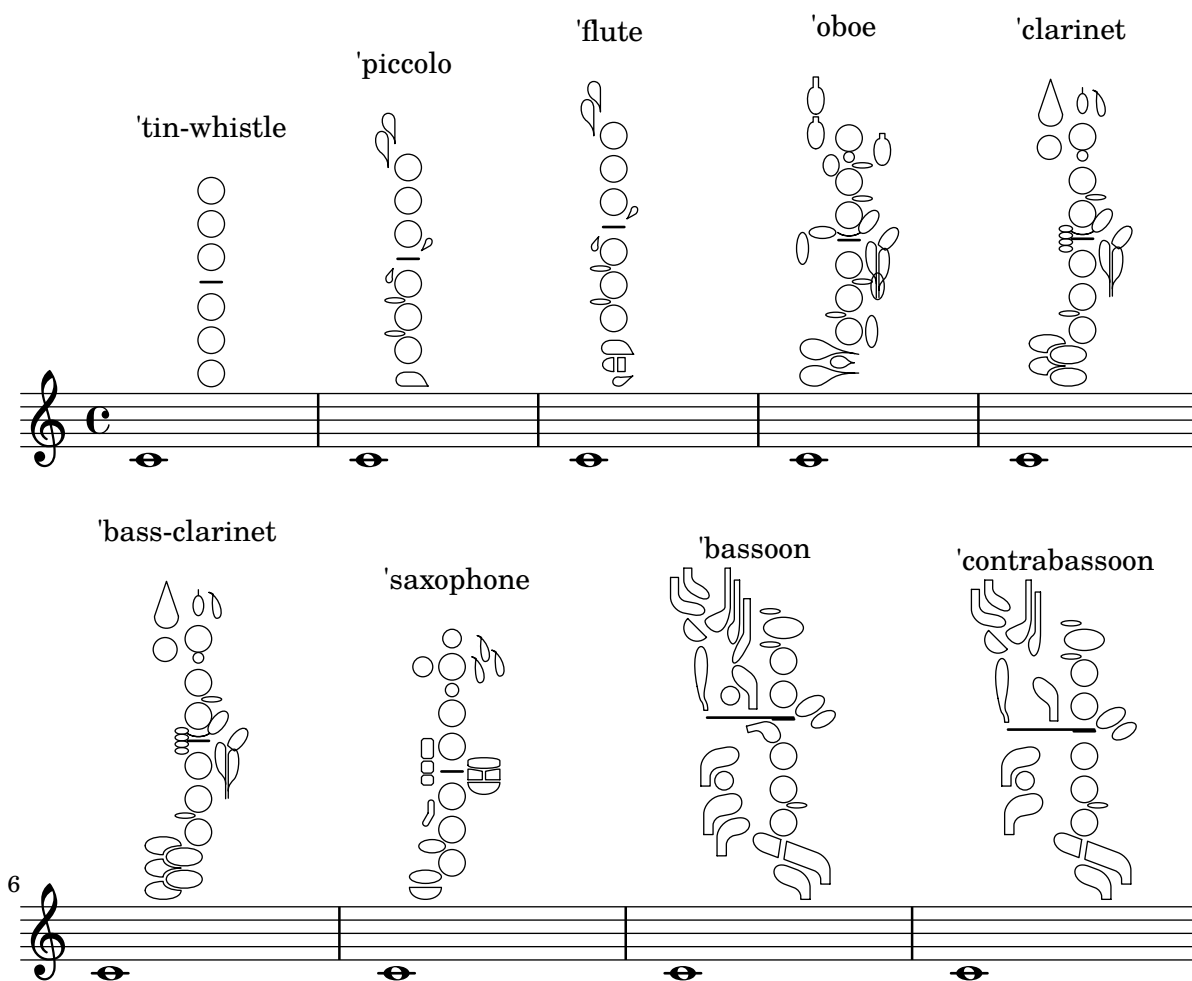 'tin-whistle 'piccolo 'flute 'oboe 'clarinet
'bass-clarinet 'saxophone 'bassoon 'contrabassoon
6